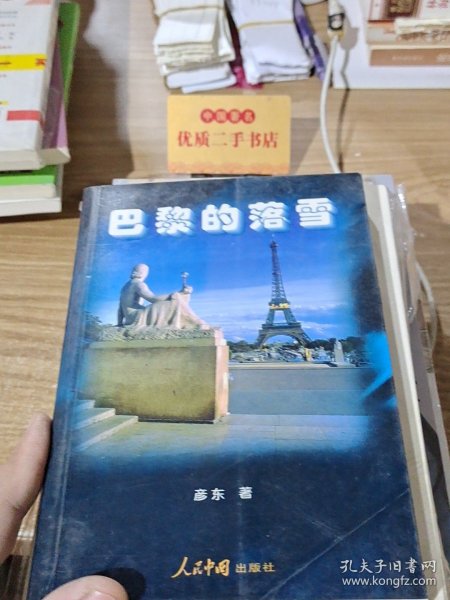 中国著名
优质二手书店
巴黎的落雪
彦东 著
人民中国出版社
孔夫子旧书网
www.kongfz.com